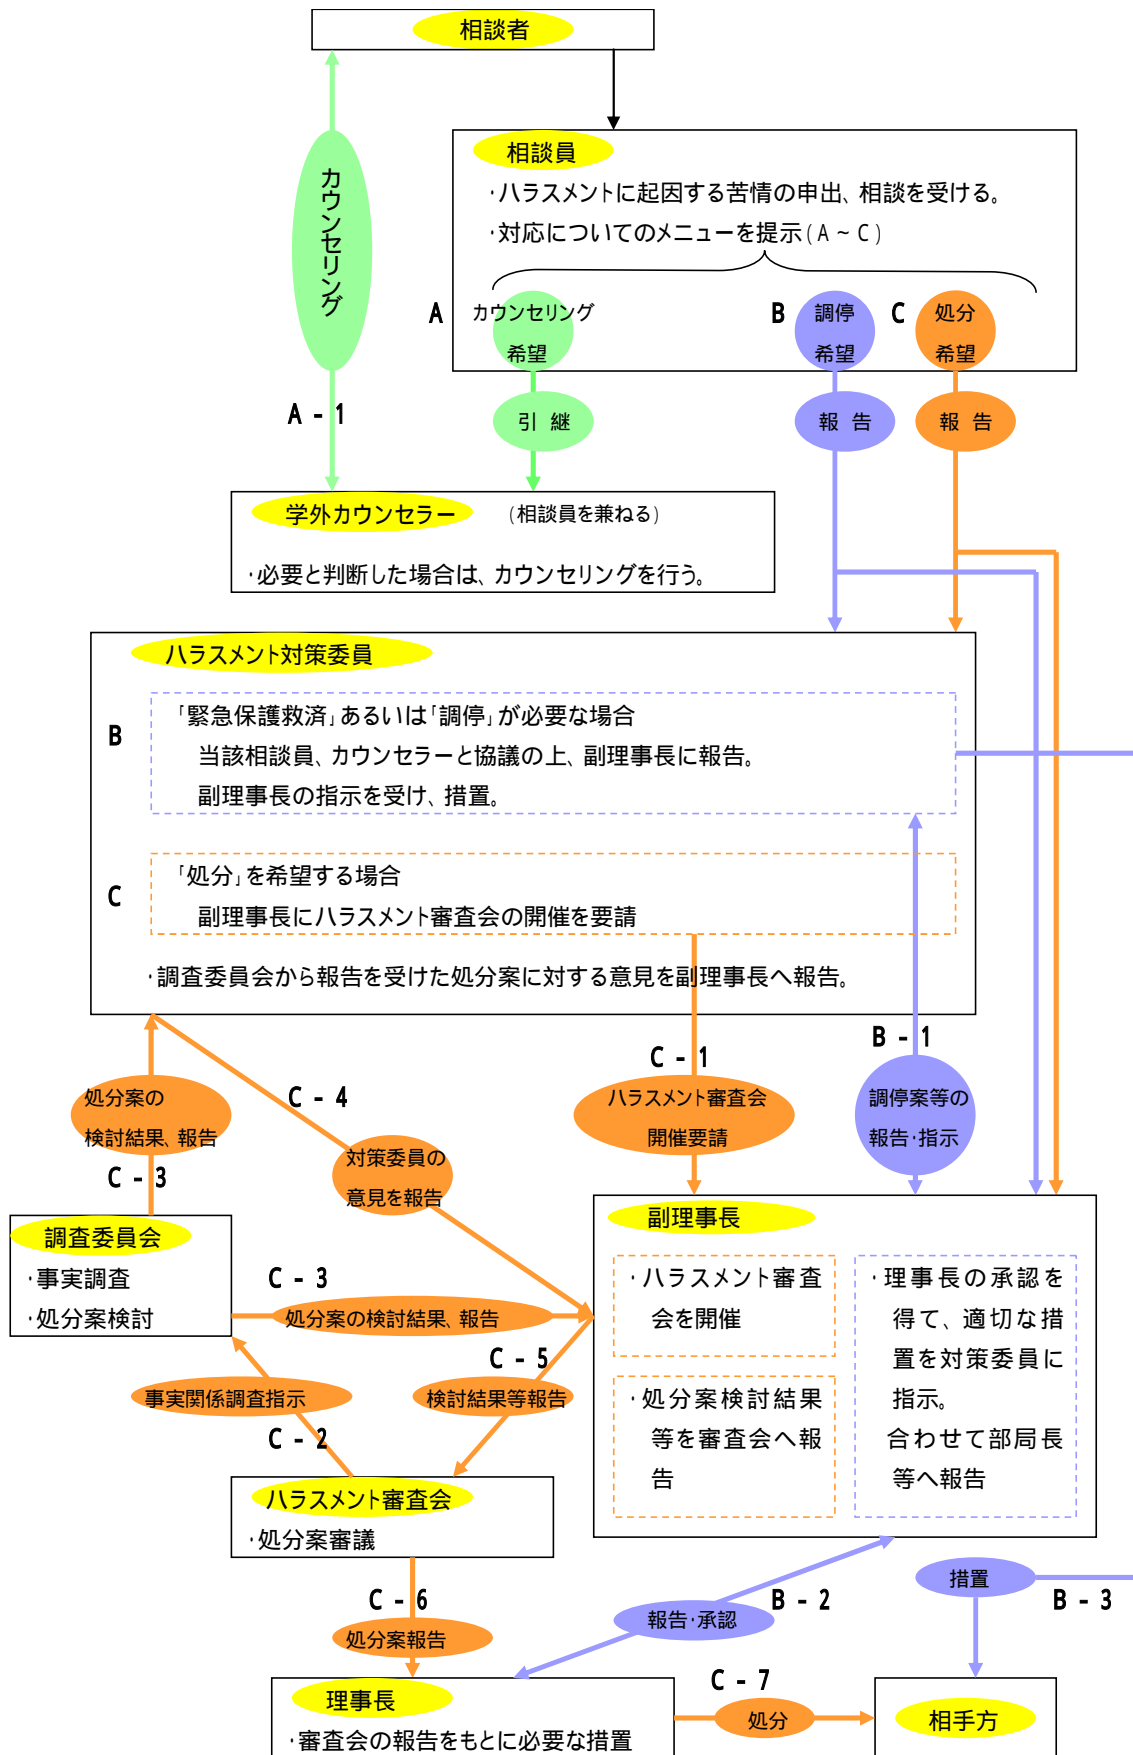 相談者
相談員
・ハラスメントに起因する苦情の申出、相談を受ける。
・対応についてのメニューを提示(A~C)
カウンセリング
A
カウンセリング
希望
B
調停
希望
C
処分
希望
A-1
引 継
報 告
報 告
学外カウンセラー
(相談員を兼ねる)
・必要と判断した場合は、カウンセリングを行う。
ハラスメント対策委員
B
「緊急保護救済」あるいは「調停」が必要な場合
当該相談員、カウンセラーと協議の上、副理事長に報告。
副理事長の指示を受け、措置。
C
「処分」を希望する場合
副理事長にハラスメント審査会の開催を要請
・調査委員会から報告を受けた処分案に対する意見を副理事長へ報告。
B-1
C-1
処分案の
検討結果、報告
C-4
ハラスメント審査会
開催要請
調停案等の
報告・指示
対策委員の
意見を報告
C-3
調査委員会
・事実調査
・処分案検討
C-3
処分案の検討結果、報告
副理事長
・ハラスメント審査
会を開催
・処分案検討結果
等を審査会へ報
告
・理事長の承認を
得て、適切な措
置を対策委員に
指示。
合わせて部局長
等へ報告
C-5
事実関係調査指示
検討結果等報告
C-2
ハラスメント審査会
・処分案審議
C-6
処分案報告
B-2
報告・承認
措置
B-3
理事長
・審査会の報告をもとに必要な措置
C-7
処分
相手方